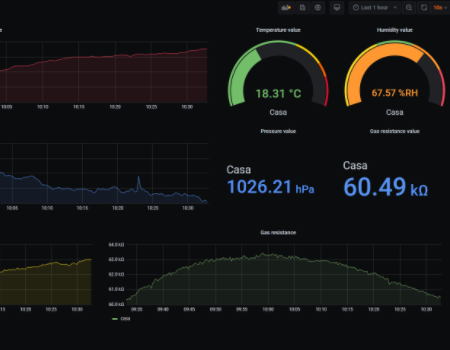 Last 1 hour
10s
Temperature value
Humidity value
18.31 °C
67.57 %RH
Casa
Casa
10:05 10:10 10:15 10:20 10:25 10:30
Pressure value
Gas resistance value
Casa
1026.21 hPa
Casa
60.49 kΩ
10:05 10:10 10:15 10:20 10:25 10:30
Gas resistance
64.0 kΩ
63.0 kΩ
62.0 kΩ
61.0 kΩ
60.0 kΩ
10:20 10:25 10:30
09:35 09:40 09:45 09:50 09:55 10:00 10:05 10:10 10:15 10:20 10:25 10:30
casa